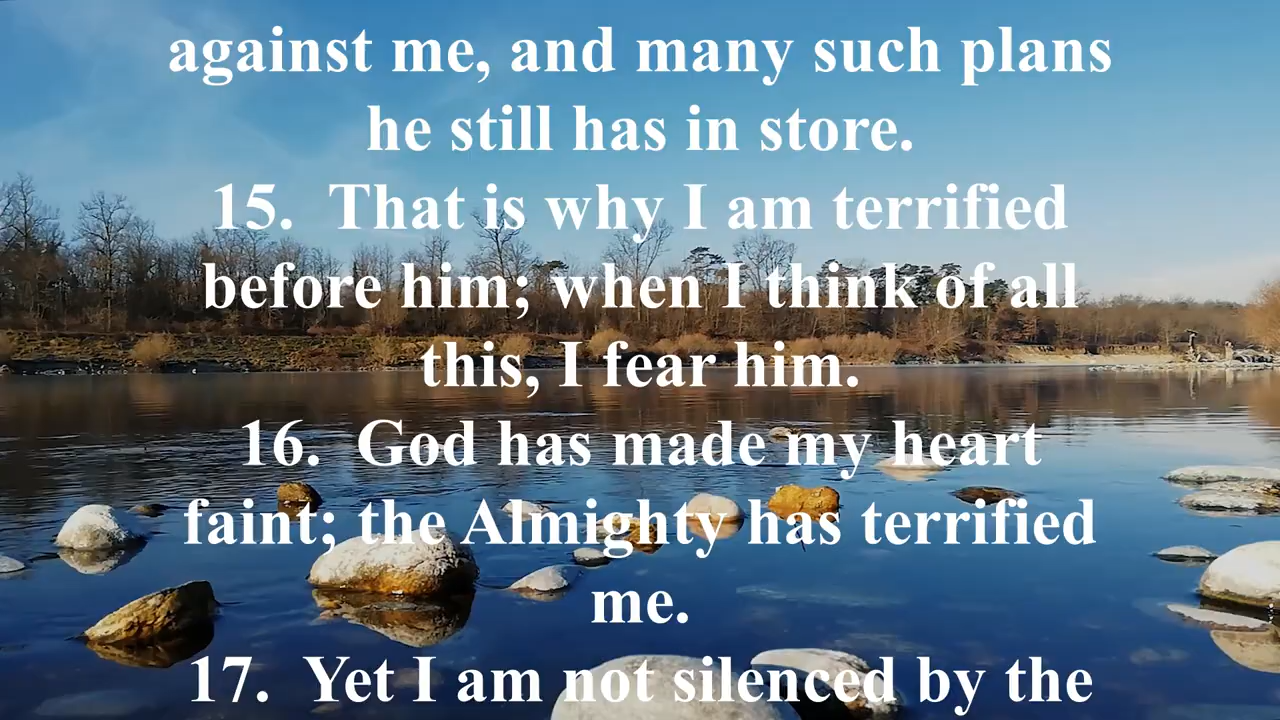 against me, and many such plans
he still has in store.
15.  That is why I am terrified
before him; when I think of all
this, I fear him.
16.  God has made my heart
faint; the Almighty has terrified
me.
17.  Yet I am not silenced by the